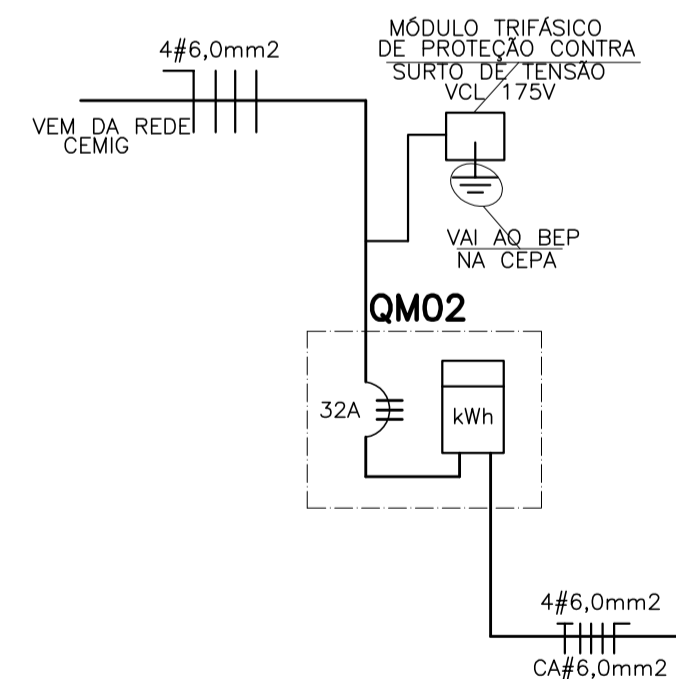 4#6,0mm2
VEM DA REDE
CEMIG
MÓDULO TRIFÁSICO
DE PROTEÇÃO CONTRA
SURTO DE TENSÃO
VCL 175V
VAI AO BEP
NA CEPA
QM02
32A
kWh
4#6,0mm2
CA#6,0mm2